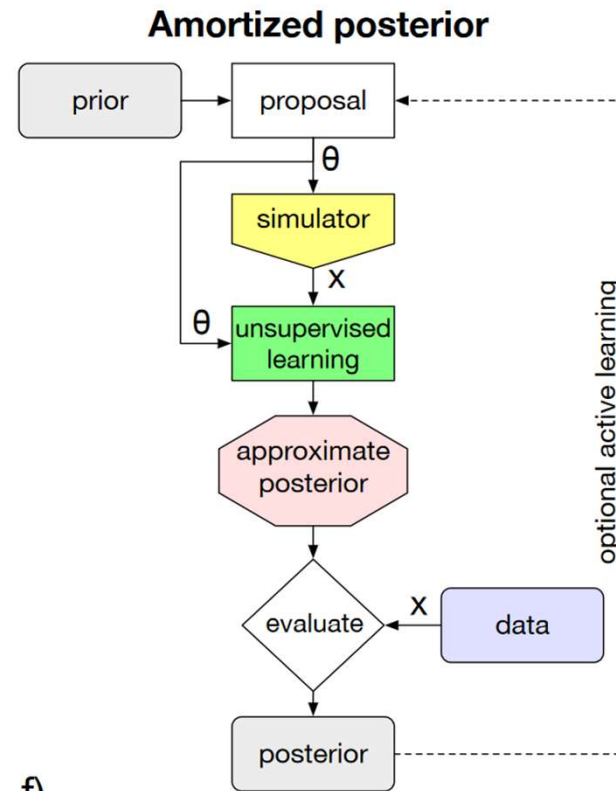 Amortized posterior
prior
proposal
θ
simulator
x
θ
unsupervised
learning
approximate
posterior
optional active learning
evaluate
x
data
posterior
f)